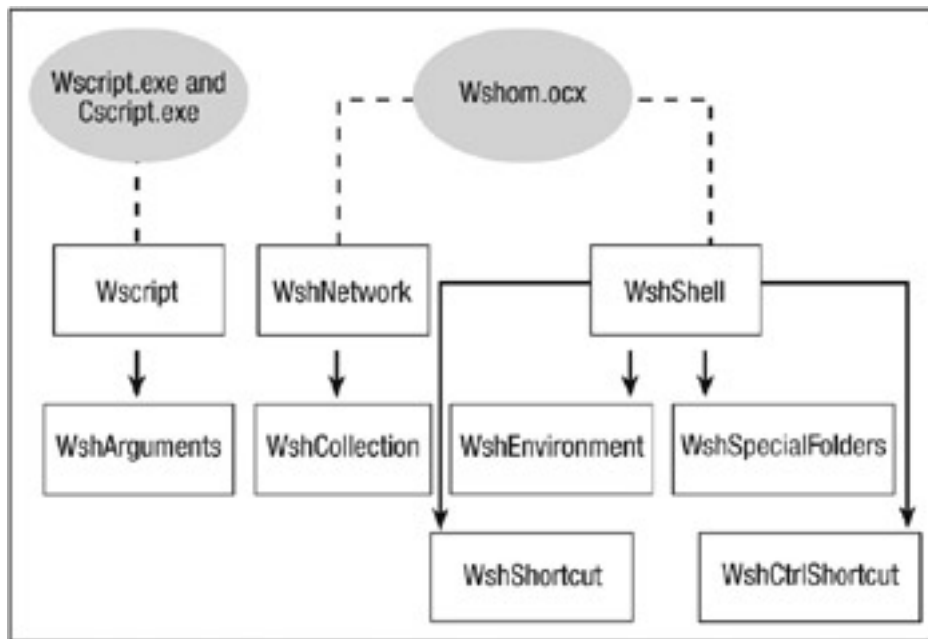 Wscript.exe and
Cscript.exe
Wshom.ocx
Wscript
WshNetwork
WshShell
WshArguments
WshCollection
WshEnvironment
WshSpecialFolders
WshShortcut
WshCtrlShortcut